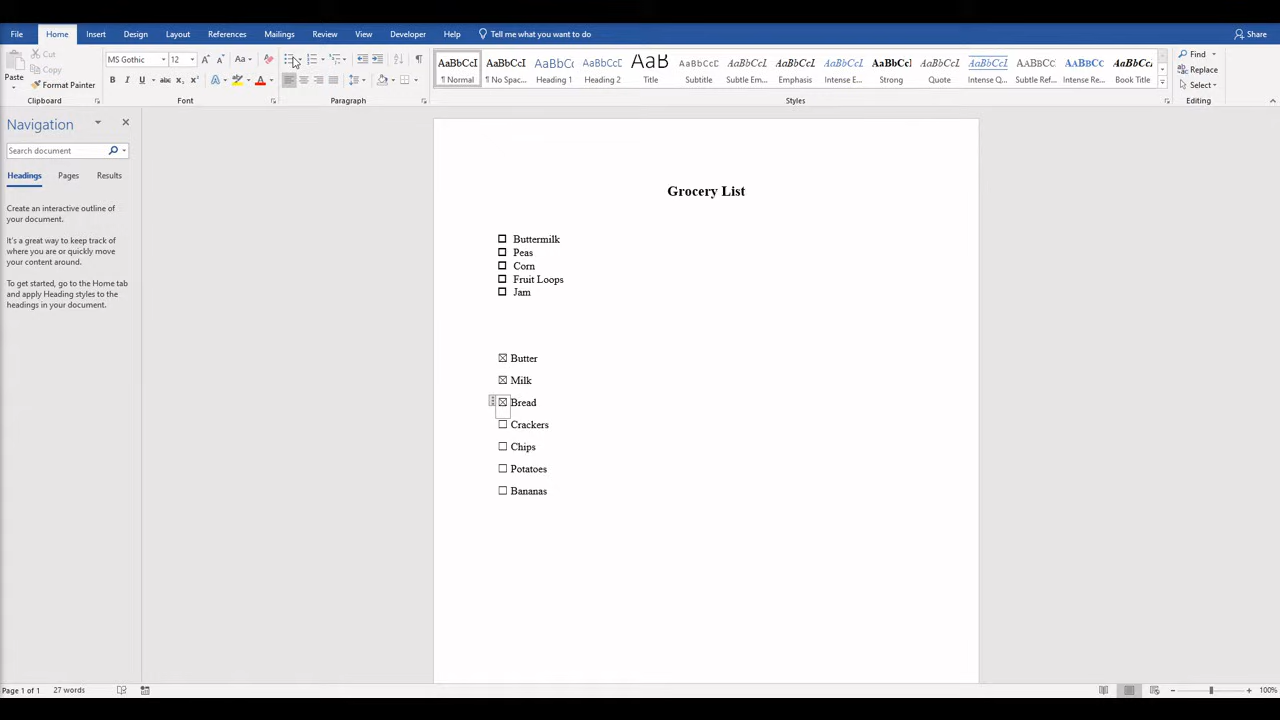 File Home Insert Design Layout References Mailings Review View Developer Help Tell me what you want to do Share
Paste
Cut
Copy
Format Painter
Clipboard
MS Gothic 12 Aa
B I U abc x₂ x² A A
Font
Paragraph
AaBbCcI AaBbCcI AaBbCc AaBbCcI AaB AaBbCcI AaBbCcL AaBbCcL AaBbCcI AaBbCcI AaBbCcL AaBbCcI AaBbCcI AaBbCc AaBbCcI
¶ Normal ¶ No Spac... Heading 1 Heading 2 Title Subtitle Subtle Em... Emphasis Intense E... Strong Quote Intense Q... Subtle Ref... Intense Re... Book Title
Styles
Find
Replace
Select
Editing
Navigation
Search document
Headings Pages Results
Create an interactive outline of
your document.
It's a great way to keep track of
where you are or quickly move
your content around.
To get started, go to the Home tab
and apply Heading styles to the
headings in your document.
Grocery List
Buttermilk
Peas
Corn
Fruit Loops
Jam
Butter
Milk
Bread
Crackers
Chips
Potatoes
Bananas
Page 1 of 1 27 words
100%